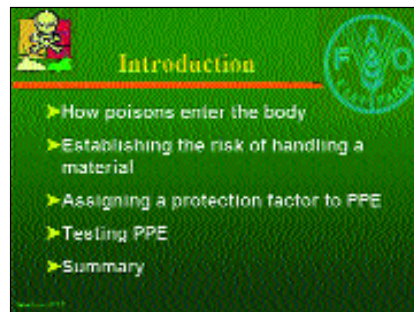 Introduction
F A O
➤How poisons enter the body
➤Establishing the risk of handling a
material
➤Assigning a protection factor to PPE
➤Testing PPE
➤Summary